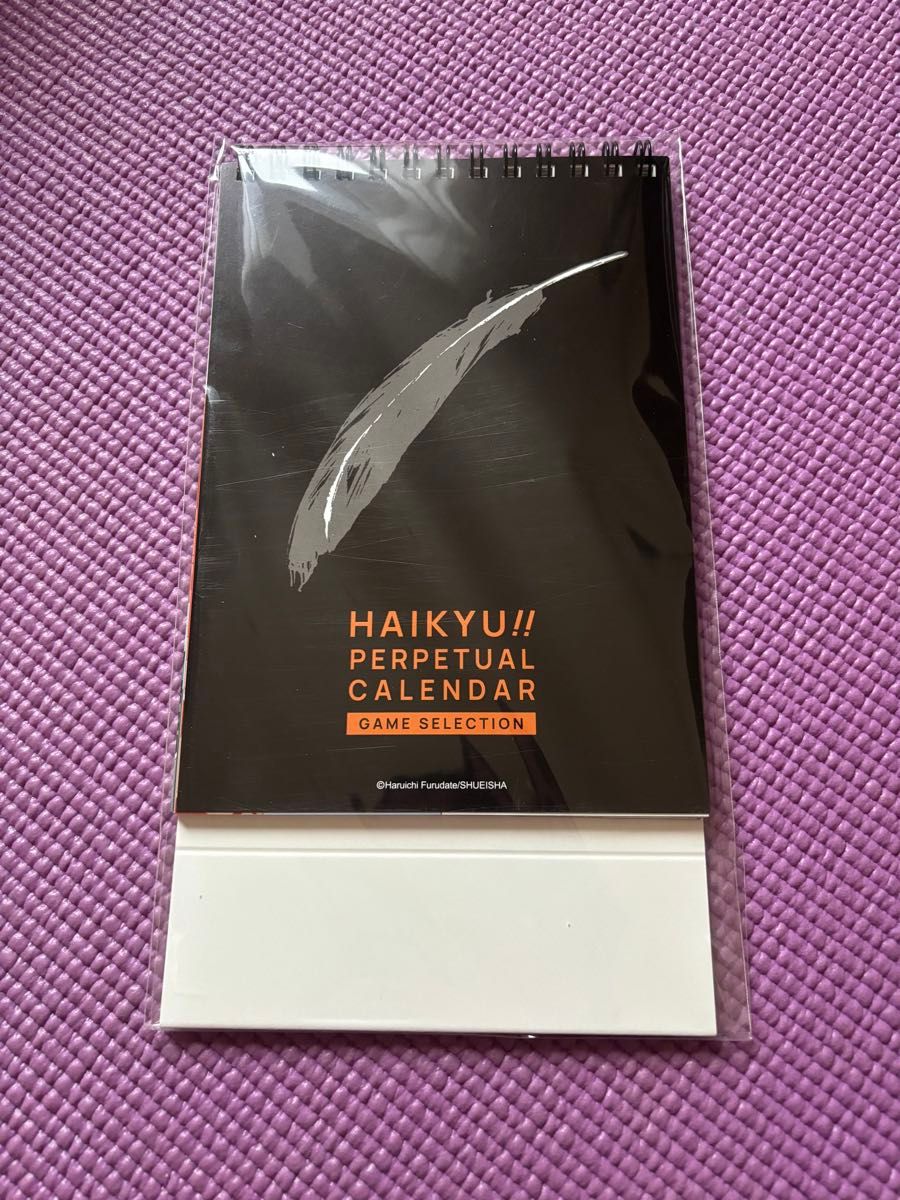 HAIKYU!!
PERPETUAL
CALENDAR
GAME SELECTION
©Haruichi Furudate/SHUEISHA